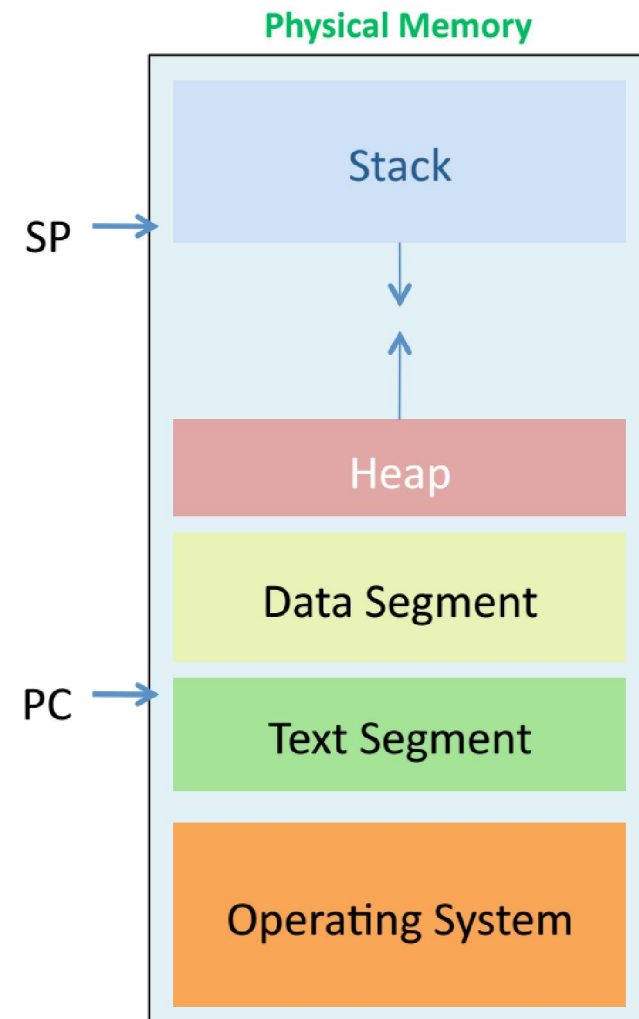 Physical Memory
Stack
SP
Heap
Data Segment
PC
Text Segment
Operating System